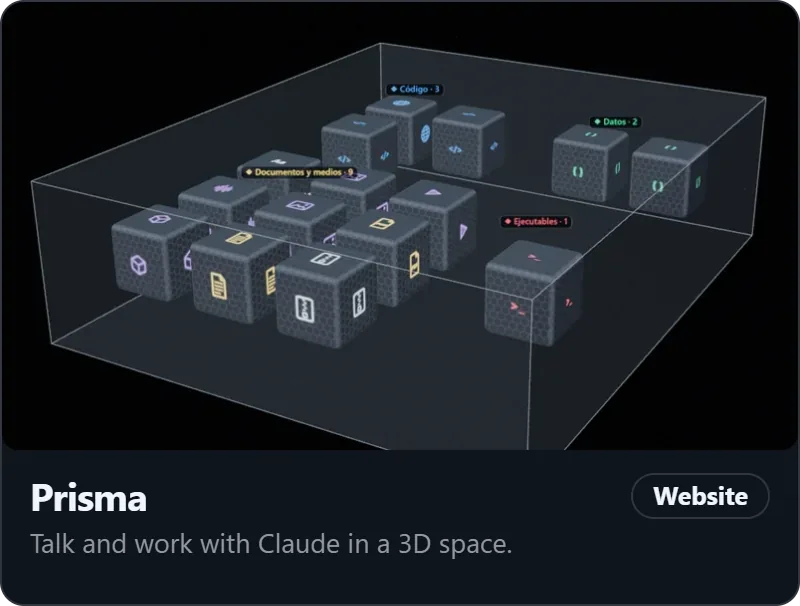 Código · 3
Datos · 2
Documentos y medios · 9
Ejecutables · 1
Prisma
Website
Talk and work with Claude in a 3D space.